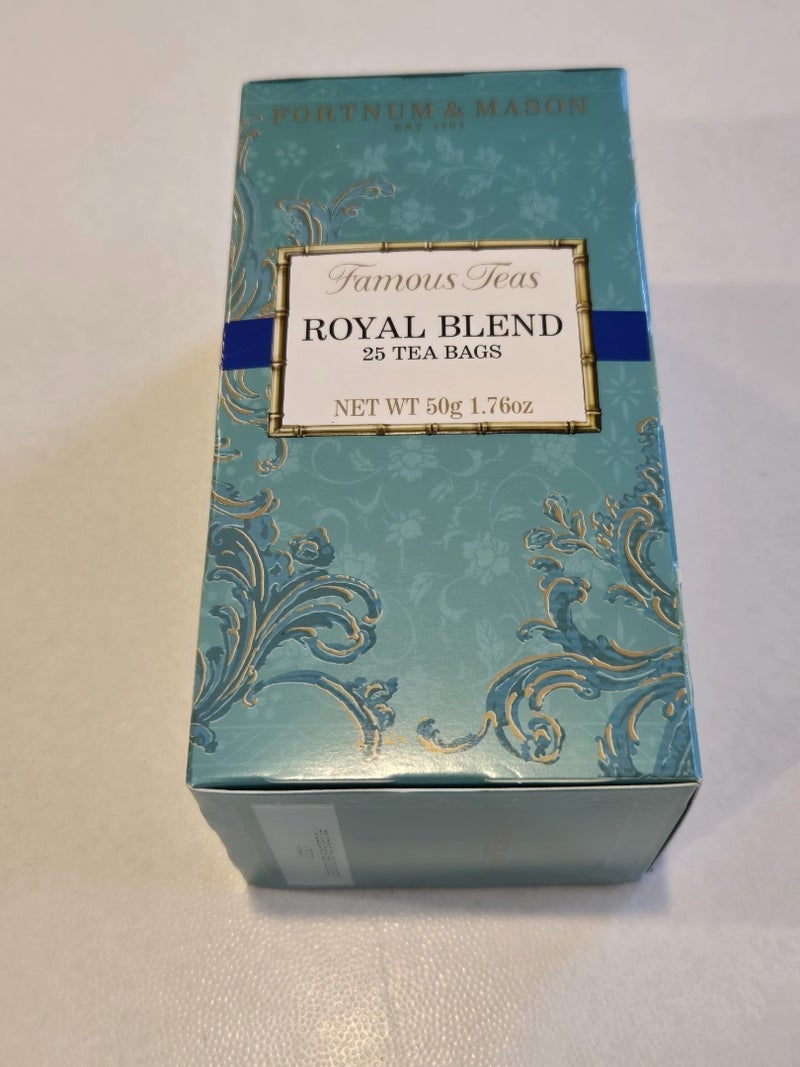 FORTNUM & MASON
EST 1707
Famous Teas
ROYAL BLEND
25 TEA BAGS
NET WT 50g 1.76oz